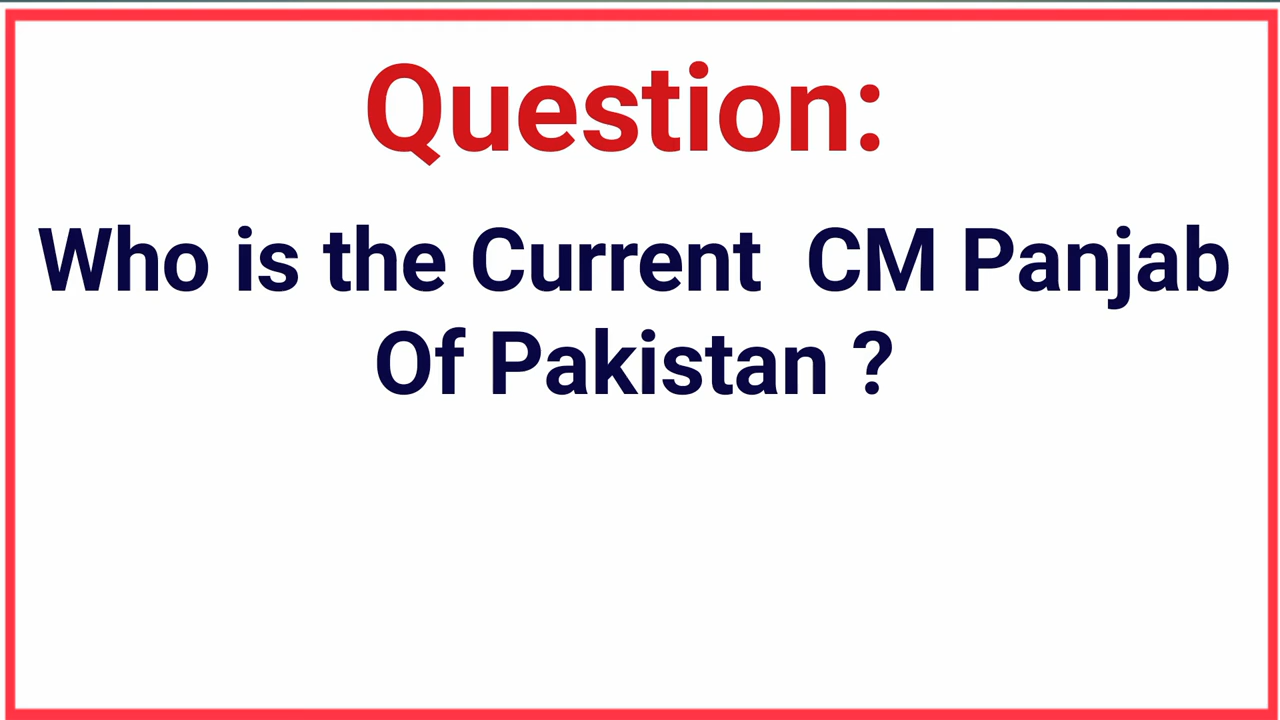 Question:
Who is the Current CM Panjab
Of Pakistan ?